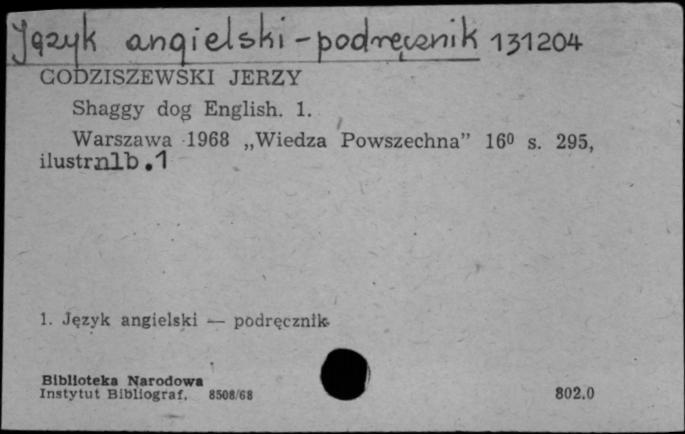 Język angielski - podręcznik 131204
GODZISZEWSKI JERZY
Shaggy dog English. 1.
Warszawa 1968 „Wiedza Powszechna” 16⁰ s. 295,
ilustr.nlb.1
1. Język angielski — podręcznik
Biblioteka Narodowa
Instytut Bibliograf. 8508/68 802.0